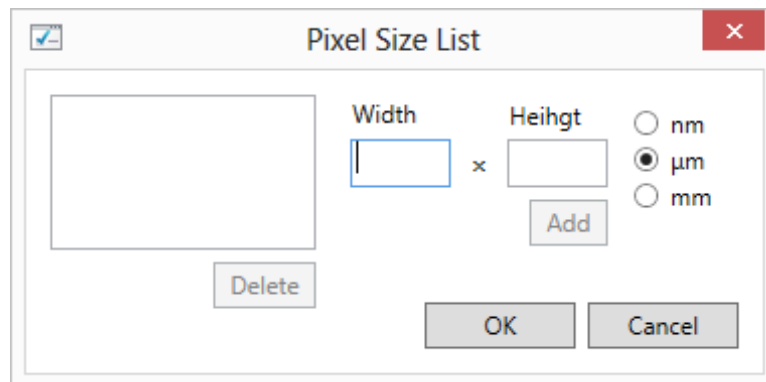 Pixel Size List
Width
Heihgt
×
nm
µm
mm
Add
Delete
OK
Cancel